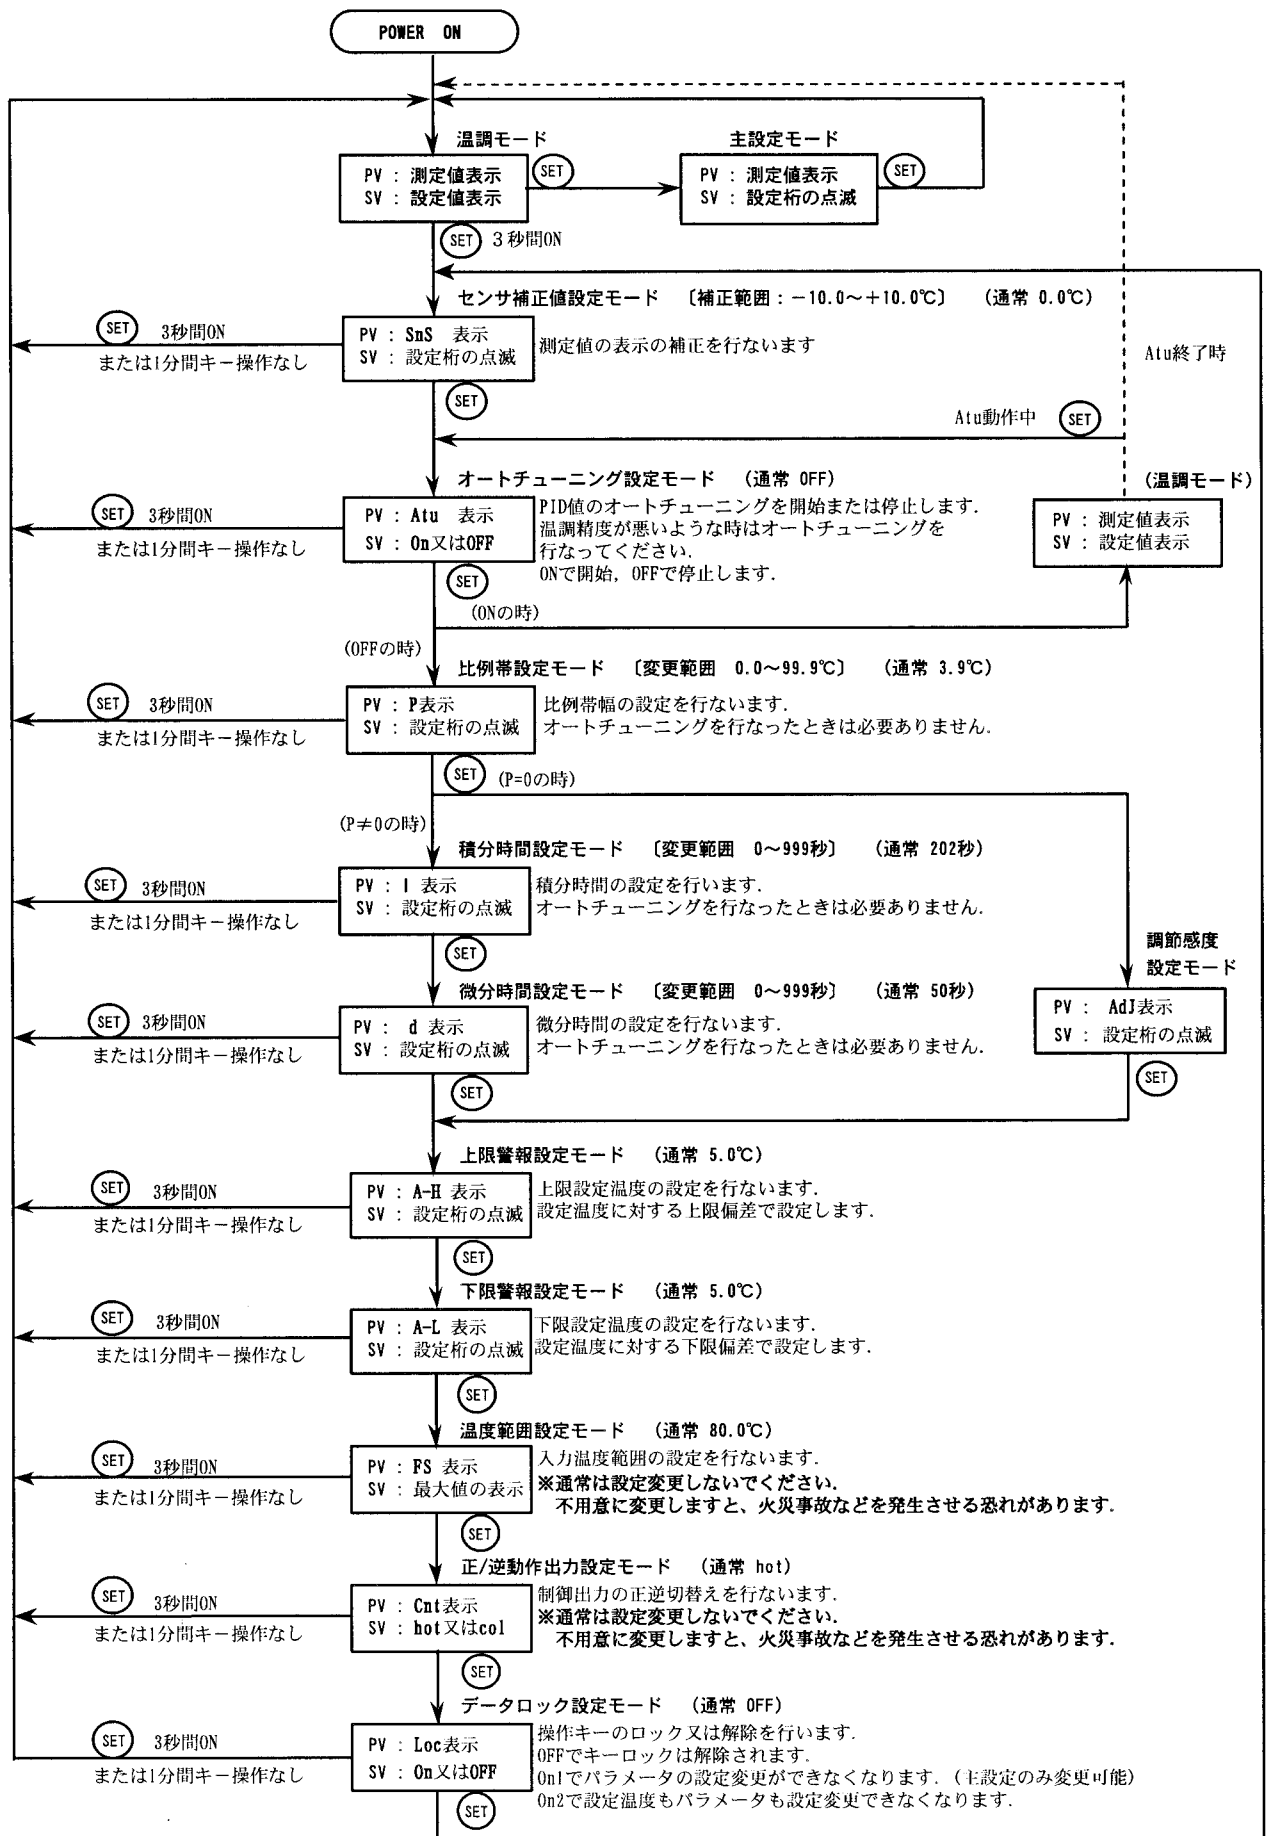 POWER ON
温調モード
主設定モード
PV : 測定値表示
SV : 設定値表示
SET
PV : 測定値表示
SV : 設定桁の点滅
SET
SET 3秒間ON
センサ補正値設定モード 〔補正範囲：－10.0～＋10.0℃〕 （通常 0.0℃）
SET 3秒間ON
または1分間キー操作なし
PV : SnS 表示
SV : 設定桁の点滅
測定値の表示の補正を行ないます
Atu終了時
SET
Atu動作中 SET
オートチューニング設定モード （通常 OFF）
(温調モード)
SET 3秒間ON
または1分間キー操作なし
PV : Atu 表示
SV : On又はOFF
PID値のオートチューニングを開始または停止します．
温調精度が悪いような時はオートチューニングを
行なってください．
ONで開始，OFFで停止します．
PV : 測定値表示
SV : 設定値表示
SET
(ONの時)
(OFFの時)
比例帯設定モード 〔変更範囲 0.0～99.9℃〕 （通常 3.9℃）
SET 3秒間ON
または1分間キー操作なし
PV : P表示
SV : 設定桁の点滅
比例帯幅の設定を行ないます．
オートチューニングを行なったときは必要ありません．
SET (P=0の時)
(P≠0の時)
積分時間設定モード 〔変更範囲 0～999秒〕 （通常 202秒）
SET 3秒間ON
または1分間キー操作なし
PV : I 表示
SV : 設定桁の点滅
積分時間の設定を行います．
オートチューニングを行なったときは必要ありません．
SET
調節感度
設定モード
微分時間設定モード 〔変更範囲 0～999秒〕 （通常 50秒）
SET 3秒間ON
または1分間キー操作なし
PV : d 表示
SV : 設定桁の点滅
微分時間の設定を行ないます．
オートチューニングを行なったときは必要ありません．
PV : AdJ表示
SV : 設定桁の点滅
SET
SET
上限警報設定モード （通常 5.0℃）
SET 3秒間ON
または1分間キー操作なし
PV : A-H 表示
SV : 設定桁の点滅
上限設定温度の設定を行ないます．
設定温度に対する上限偏差で設定します．
SET
下限警報設定モード （通常 5.0℃）
SET 3秒間ON
または1分間キー操作なし
PV : A-L 表示
SV : 設定桁の点滅
下限設定温度の設定を行ないます．
設定温度に対する下限偏差で設定します．
SET
温度範囲設定モード （通常 80.0℃）
SET 3秒間ON
または1分間キー操作なし
PV : FS 表示
SV : 最大値の表示
入力温度範囲の設定を行ないます．
※通常は設定変更しないでください．
不用意に変更しますと、火災事故などを発生させる恐れがあります．
SET
正/逆動作出力設定モード （通常 hot）
SET 3秒間ON
または1分間キー操作なし
PV : Cnt表示
SV : hot又はcol
制御出力の正逆切替えを行ないます．
※通常は設定変更しないでください．
不用意に変更しますと、火災事故などを発生させる恐れがあります．
SET
データロック設定モード （通常 OFF）
SET 3秒間ON
または1分間キー操作なし
PV : Loc表示
SV : On又はOFF
操作キーのロック又は解除を行います．
OFFでキーロックは解除されます．
On1でパラメータの設定変更ができなくなります．(主設定のみ変更可能)
On2で設定温度もパラメータも設定変更できなくなります．
SET